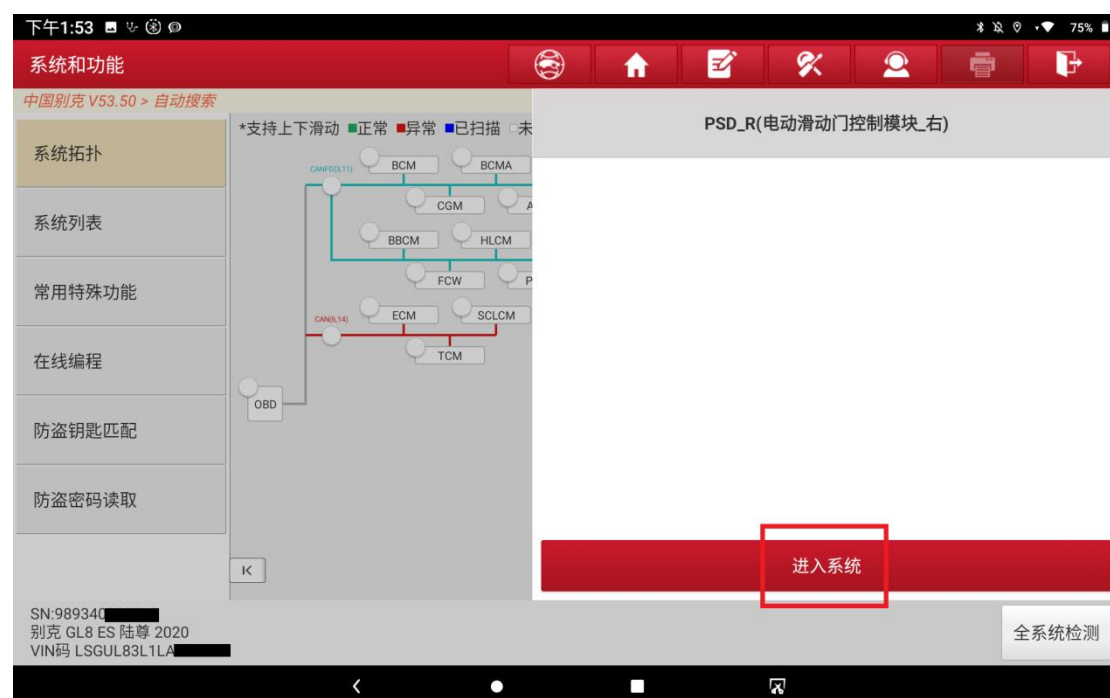 下午1:53
75%
系统和功能
中国别克 V53.50 > 自动搜索
系统拓扑
系统列表
常用特殊功能
在线编程
防盗钥匙匹配
防盗密码读取
*支持上下滑动 ■正常 ■异常 ■已扫描 □未
CANFD(3,11)
BCM
BCMA
CGM
A
BBCM
HLCM
FCW
P
CAN(6,14)
ECM
SCLCM
TCM
OBD
PSD_R(电动滑动门控制模块_右)
进入系统
SN:989340
别克 GL8 ES 陆尊 2020
VIN码 LSGUL83L1LA
全系统检测